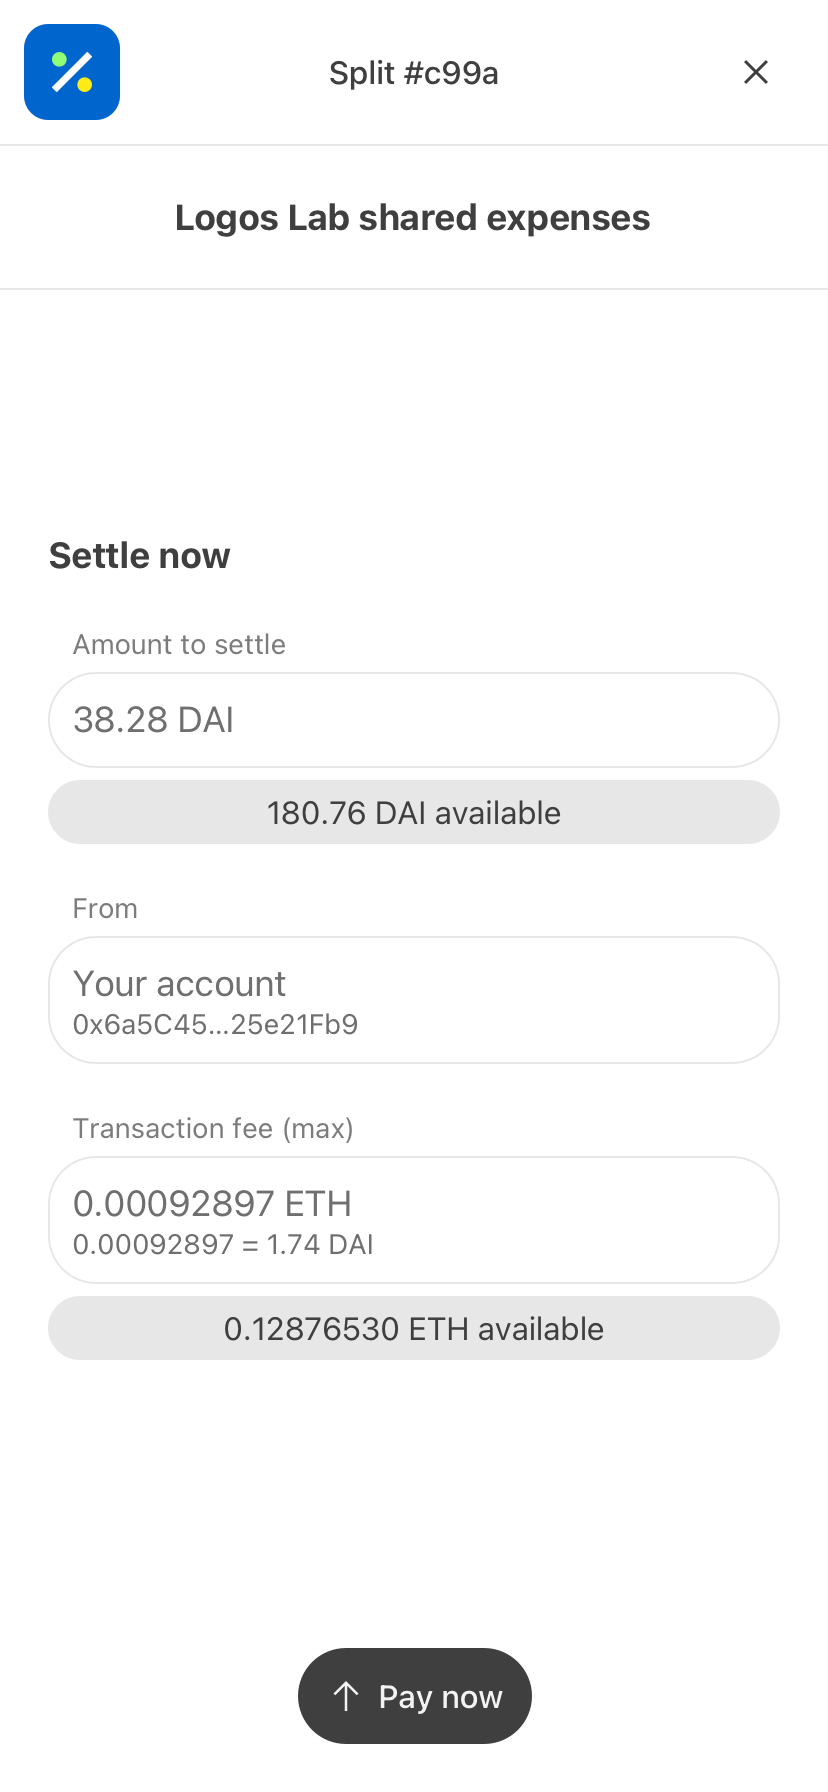 Split #c99a
Logos Lab shared expenses
Settle now
Amount to settle
38.28 DAI
180.76 DAI available
From
Your account
0x6a5C45...25e21Fb9
Transaction fee (max)
0.00092897 ETH
0.00092897 = 1.74 DAI
0.12876530 ETH available
Pay now